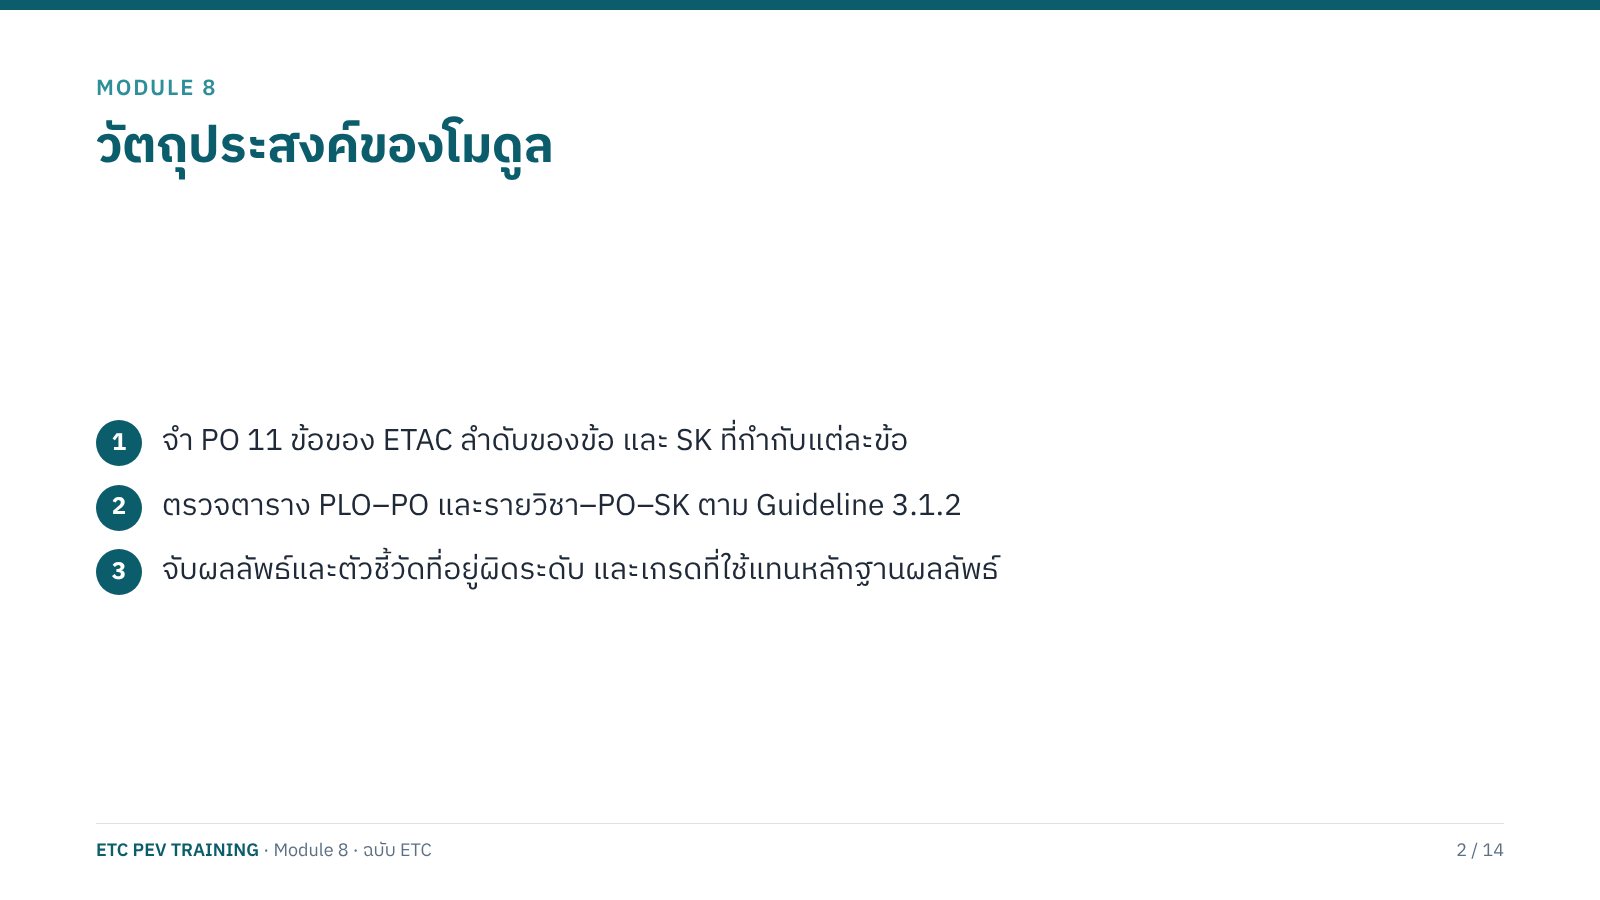 MODULE 8
วัตถุประสงค์ของโมดูล
1 จำ PO 11 ข้อของ ETAC ลำดับของข้อ และ SK ที่กำกับแต่ละข้อ
2 ตรวจตาราง PLO–PO และรายวิชา–PO–SK ตาม Guideline 3.1.2
3 จับผลลัพธ์และตัวชี้วัดที่อยู่ผิดระดับ และเกรดที่ใช้แทนหลักฐานผลลัพธ์
ETC PEV TRAINING · Module 8 · ฉบับ ETC
2 / 14